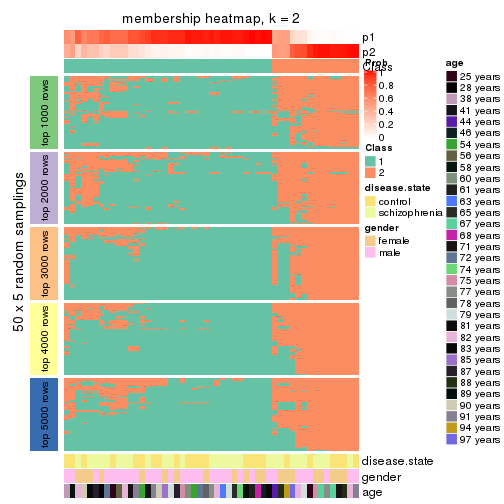 membership heatmap, k = 2
p1
p2
Class
50 x 5 random samplings
top 1000 rows
top 2000 rows
top 3000 rows
top 4000 rows
top 5000 rows
disease.state
gender
age
Prob
1
0.8
0.6
0.4
0.2
0
Class
1
2
disease.state
control
schizophrenia
gender
female
male
age
25 years
28 years
38 years
41 years
44 years
46 years
54 years
56 years
58 years
60 years
61 years
63 years
65 years
67 years
68 years
71 years
72 years
74 years
75 years
77 years
78 years
79 years
81 years
82 years
83 years
85 years
87 years
88 years
89 years
90 years
91 years
94 years
97 years